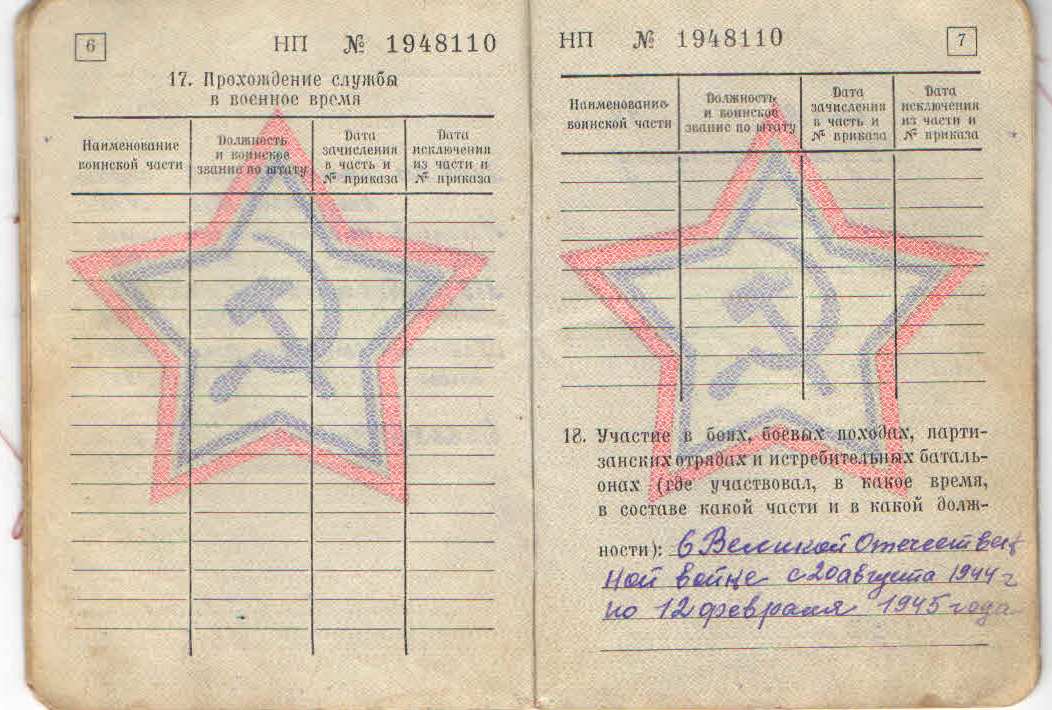 6
НП № 1948110
17. Прохождение службы
в военное время
Наименование
воинской части
Должность
и воинское
звание по штату
Дата
зачисления
в часть и
№ приказа
Дата
исключения
из части и
№ приказа
НП № 1948110
7
Наименование
воинской части
Должность
и воинское
звание по штату
Дата
зачисления
в часть и
№ приказа
Дата
исключения
из части и
№ приказа
18. Участие в боях, боевых походах, парти-
занских отрядах и истребительных баталь-
онах (где участвовал, в какое время,
в составе какой части и в какой долж-
ности): в Великой Отечествен
ной войне с 20 августа 1944 г
по 12 февраля 1945 года